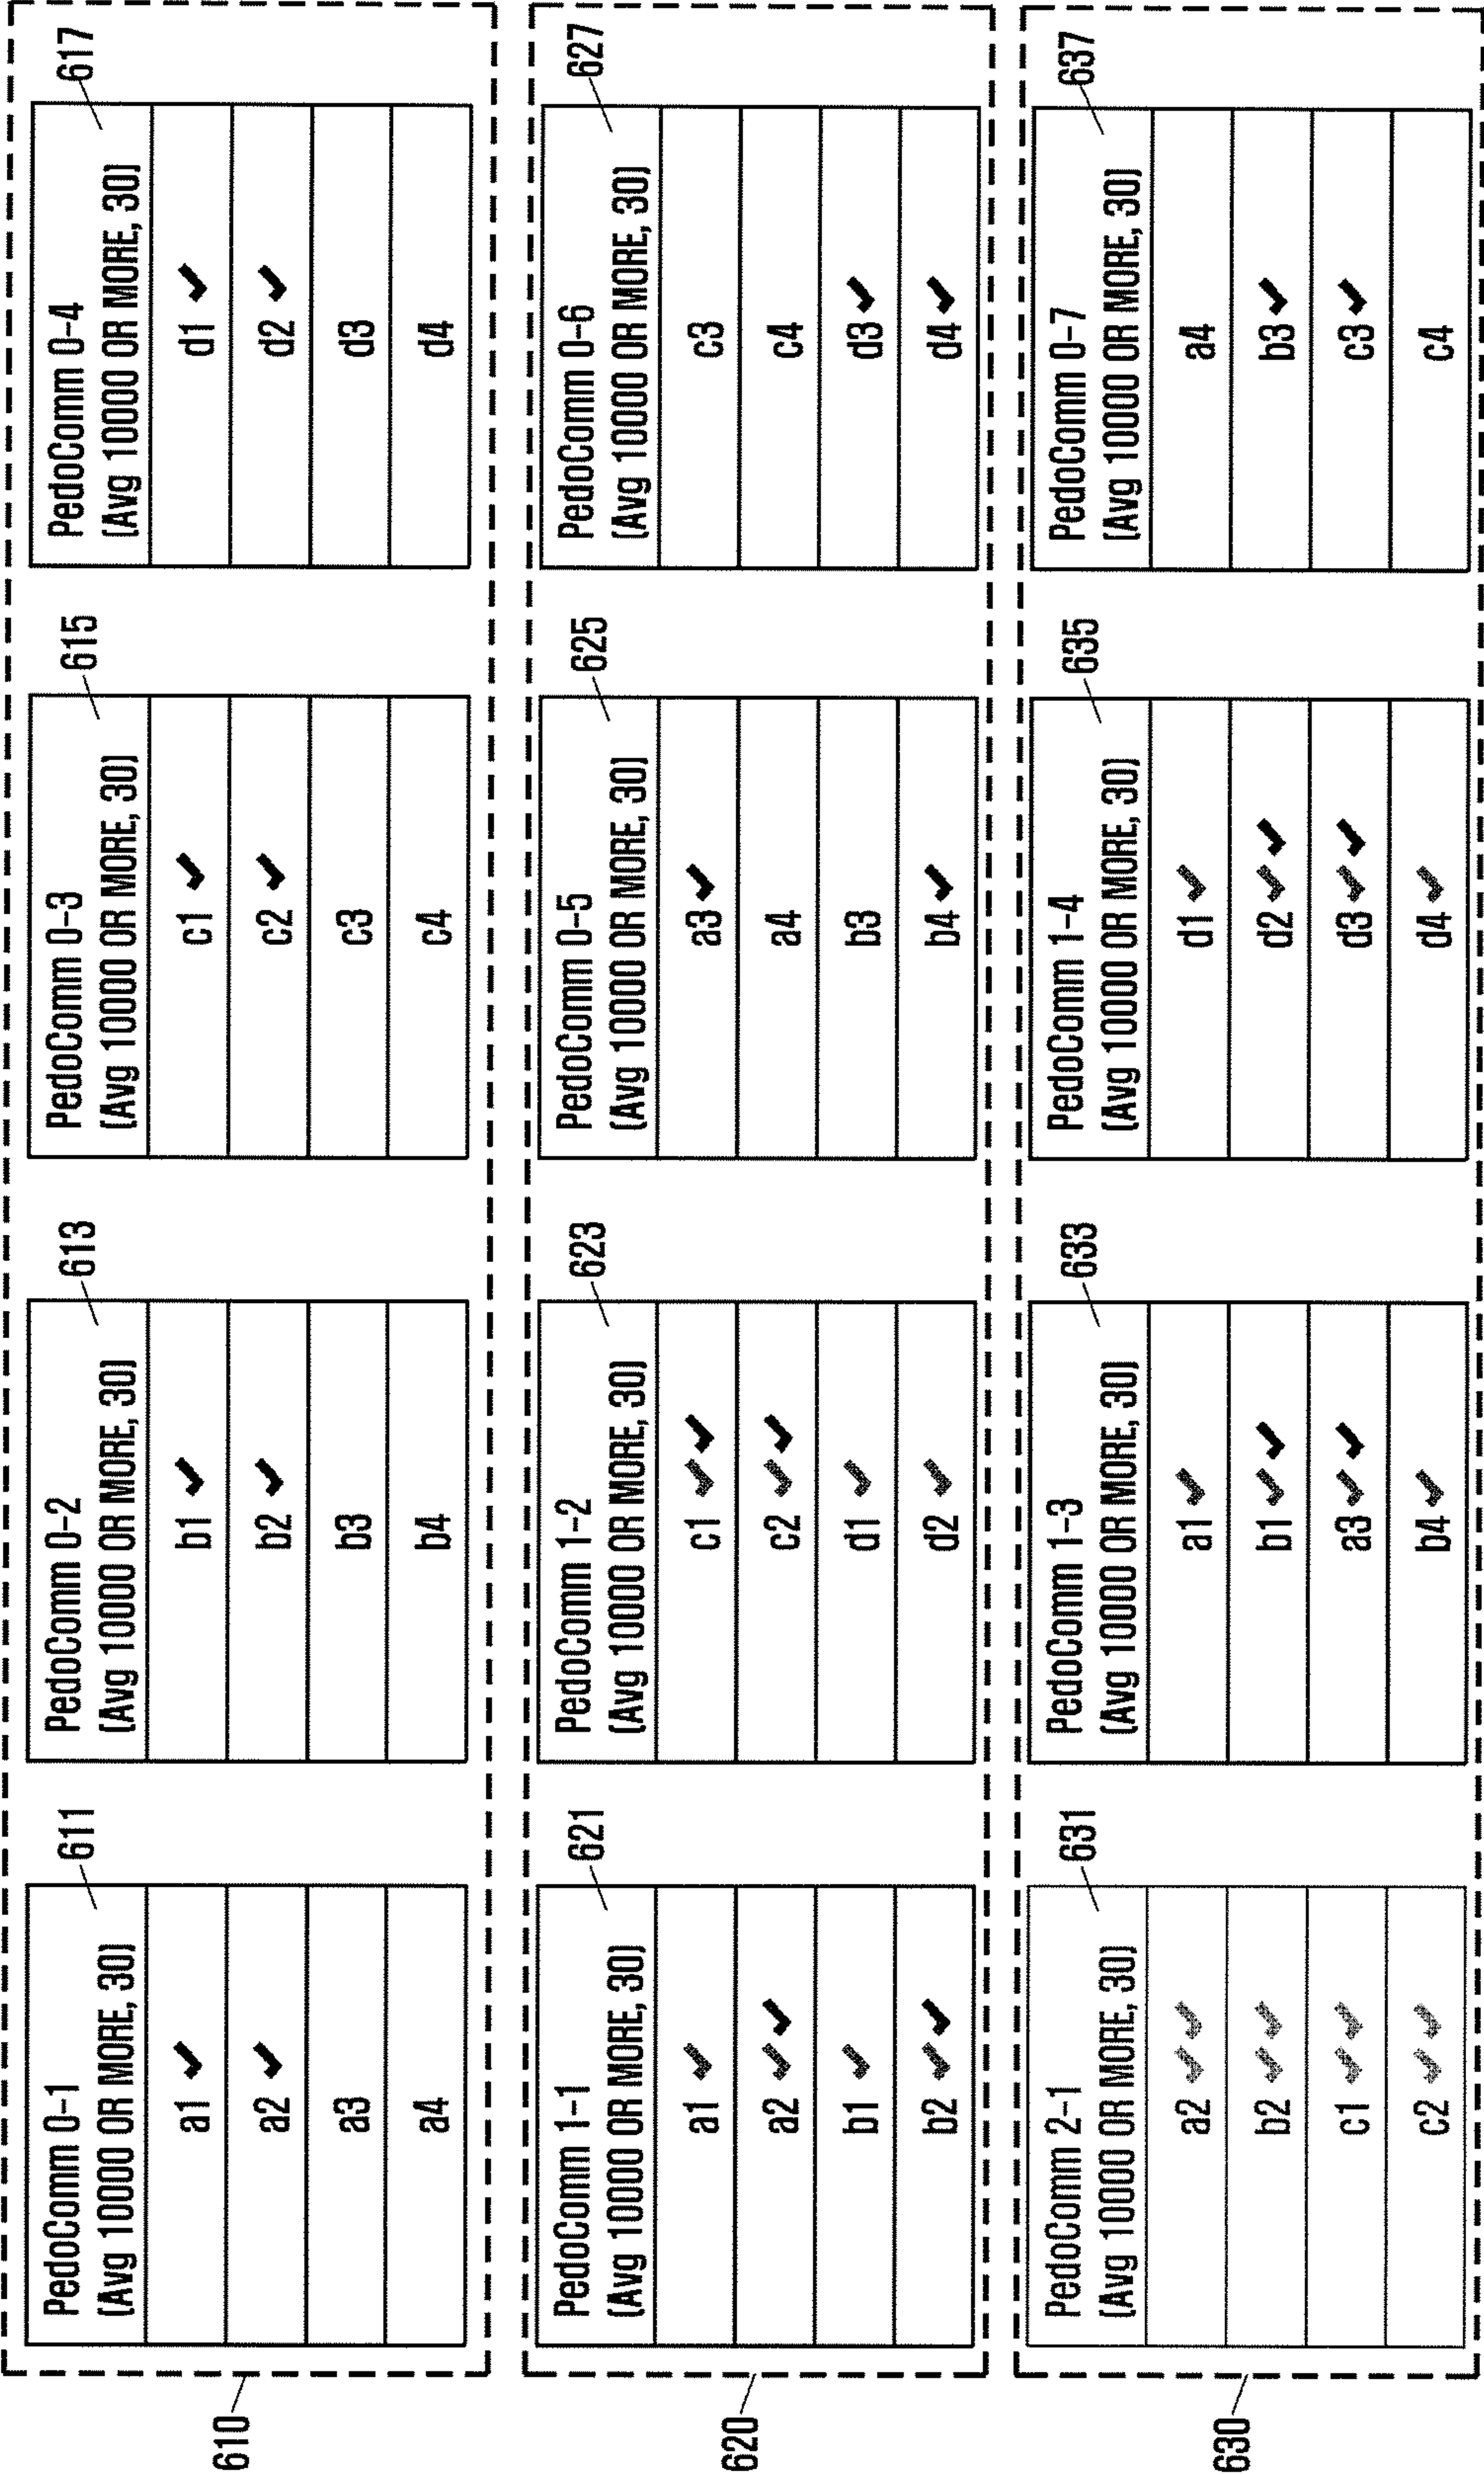 610
PedoComm 0-1
(Avg 10000 OR MORE, 30)
611
a1 ✔
a2 ✔
a3
a4
PedoComm 0-2
(Avg 10000 OR MORE, 30)
613
b1 ✔
b2 ✔
b3
b4
PedoComm 0-3
(Avg 10000 OR MORE, 30)
615
c1 ✔
c2 ✔
c3
c4
PedoComm 0-4
(Avg 10000 OR MORE, 30)
617
d1 ✔
d2 ✔
d3
d4
620
PedoComm 1-1
(Avg 10000 OR MORE, 30)
621
a1 ✔
a2 ✔✔
b1 ✔
b2 ✔✔
PedoComm 1-2
(Avg 10000 OR MORE, 30)
623
c1 ✔✔
c2 ✔✔
d1 ✔
d2 ✔
PedoComm 0-5
(Avg 10000 OR MORE, 30)
625
a3 ✔
a4
b3
b4 ✔
PedoComm 0-6
(Avg 10000 OR MORE, 30)
627
c3
c4
d3 ✔
d4 ✔
630
PedoComm 2-1
(Avg 10000 OR MORE, 30)
631
a2 ✔✔
b2 ✔✔
c1 ✔✔
c2 ✔✔
PedoComm 1-3
(Avg 10000 OR MORE, 30)
633
a1 ✔
b1 ✔✔
a3 ✔✔
b4 ✔
PedoComm 1-4
(Avg 10000 OR MORE, 30)
635
d1 ✔
d2 ✔✔
d3 ✔✔
d4 ✔
PedoComm 0-7
(Avg 10000 OR MORE, 30)
637
a4
b3 ✔
c3 ✔
c4